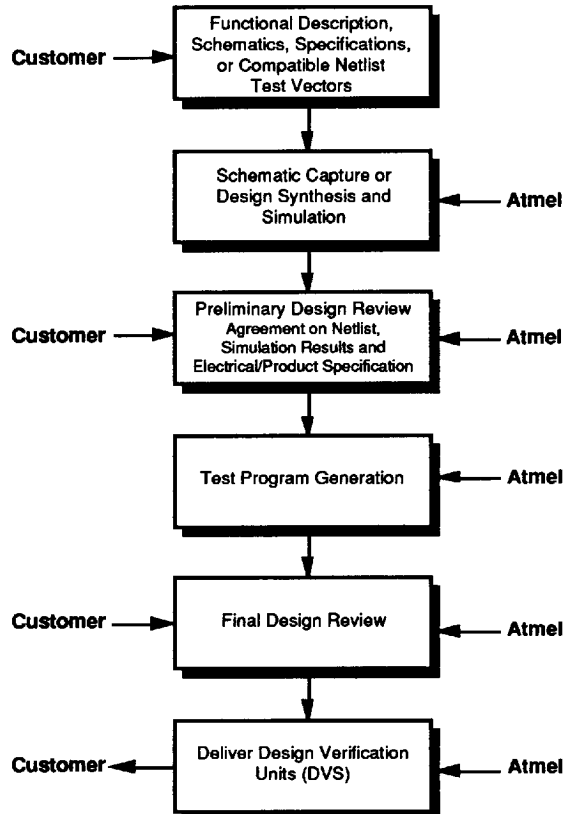 Functional Description,
Schematics, Specifications,
or Compatible Netlist
Test Vectors
Customer
Schematic Capture or
Design Synthesis and
Simulation
Atmel
Preliminary Design Review
Agreement on Netlist,
Simulation Results and
Electrical/Product Specification
Customer
Atmel
Test Program Generation
Atmel
Customer
Final Design Review
Atmel
Customer
Deliver Design Verification
Units (DVS)
Atmel